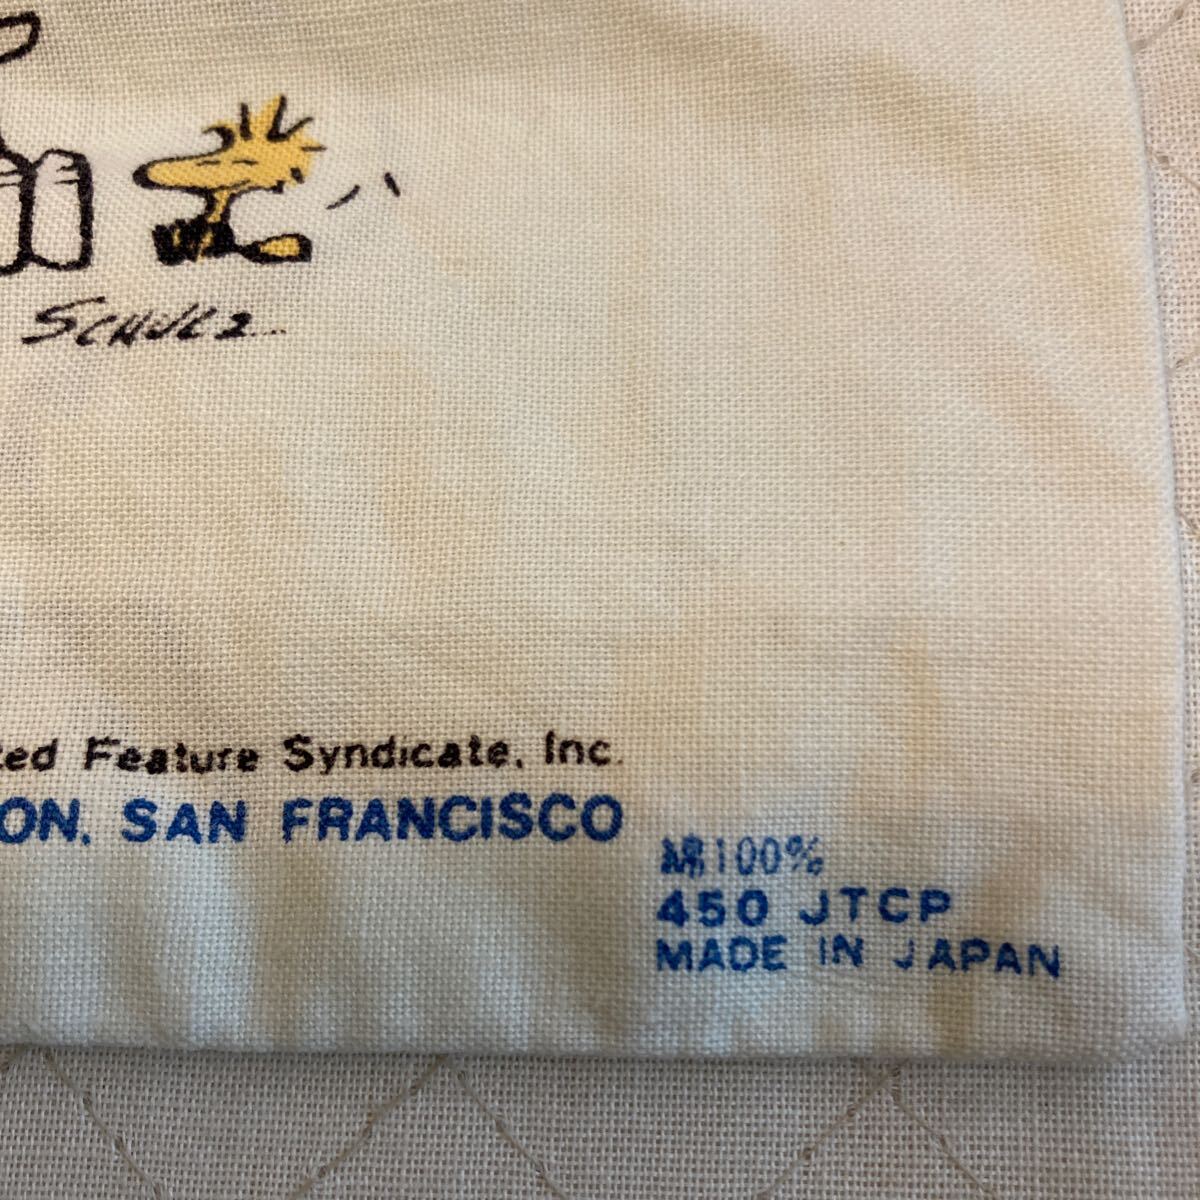 SCHULZ....
ted Feature Syndicate, Inc.
ON, SAN FRANCISCO
綿100%
450 JTCP
MADE IN JAPAN